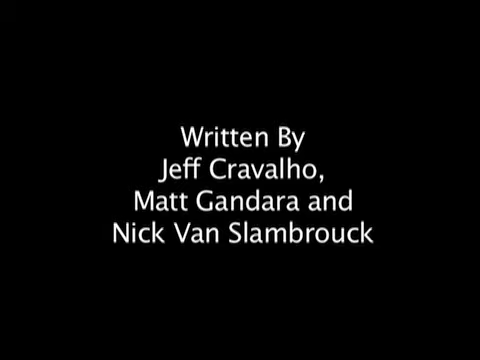 Written By
Jeff Cravalho,
Matt Gandara and
Nick Van Slambrouck